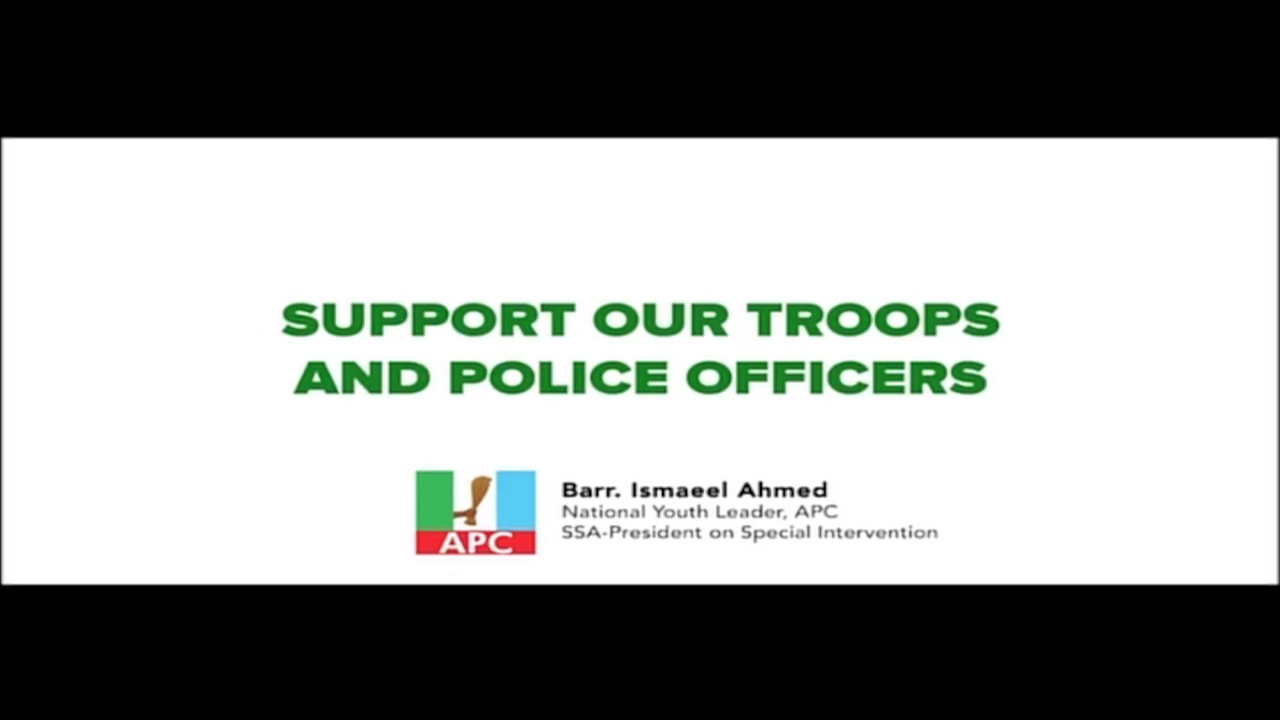 SUPPORT OUR TROOPS
AND POLICE OFFICERS
APC
Barr. Ismaeel Ahmed
National Youth Leader, APC
SSA-President on Special Intervention